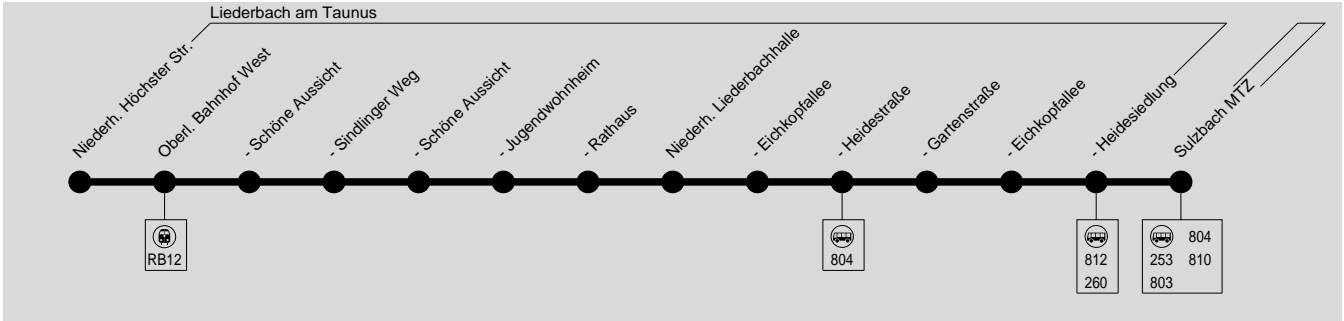 Liederbach am Taunus
Niederh. Höchster Str.
Oberl. Bahnhof West
- Schöne Aussicht
- Sindlinger Weg
- Schöne Aussicht
- Jugendwohnheim
- Rathaus
Niederh. Liederbachhalle
- Eichkopfallee
- Heidestraße
- Gartenstraße
- Eichkopfallee
- Heidesiedlung
Sulzbach MTZ
RB12
804
812
260
804
253 810
803